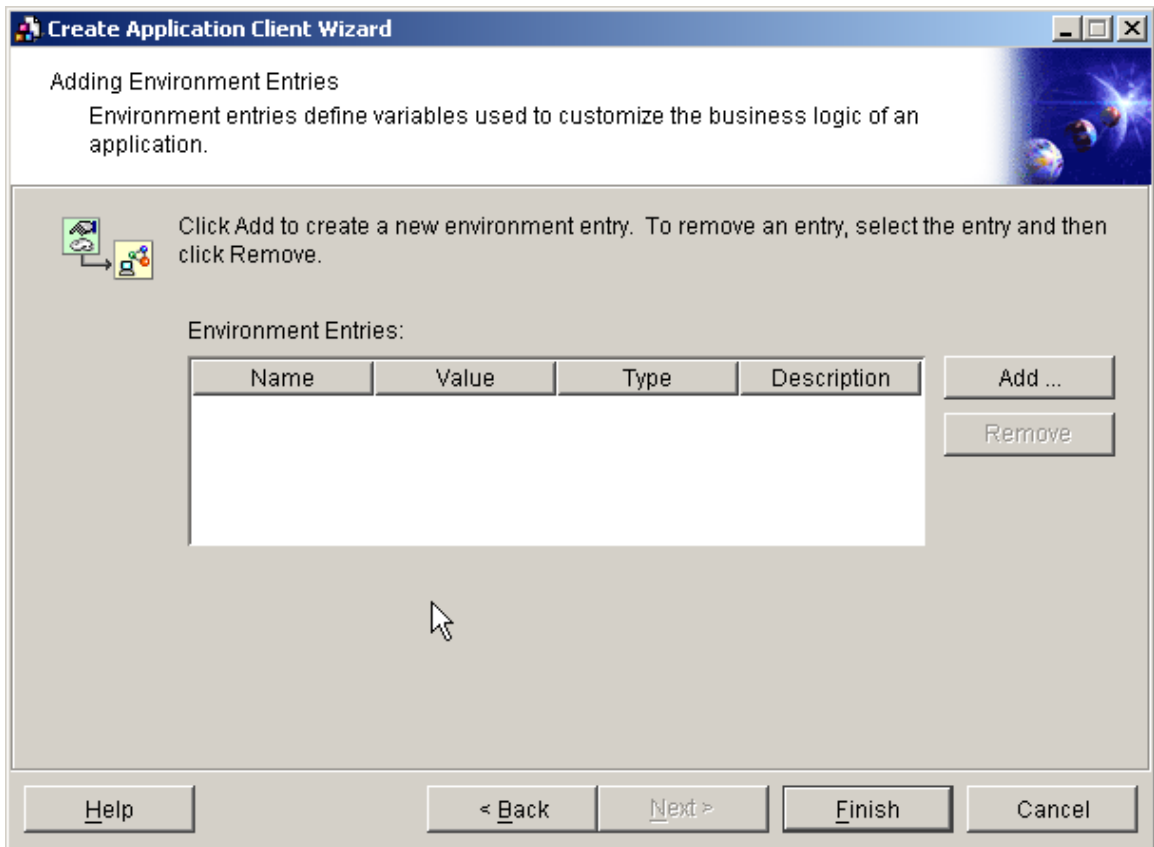 Create Application Client Wizard
Adding Environment Entries
Environment entries define variables used to customize the business logic of an
application.
Click Add to create a new environment entry.  To remove an entry, select the entry and then
click Remove.
Environment Entries:
Name Value Type Description
Add ...
Remove
Help < Back Next > Finish Cancel